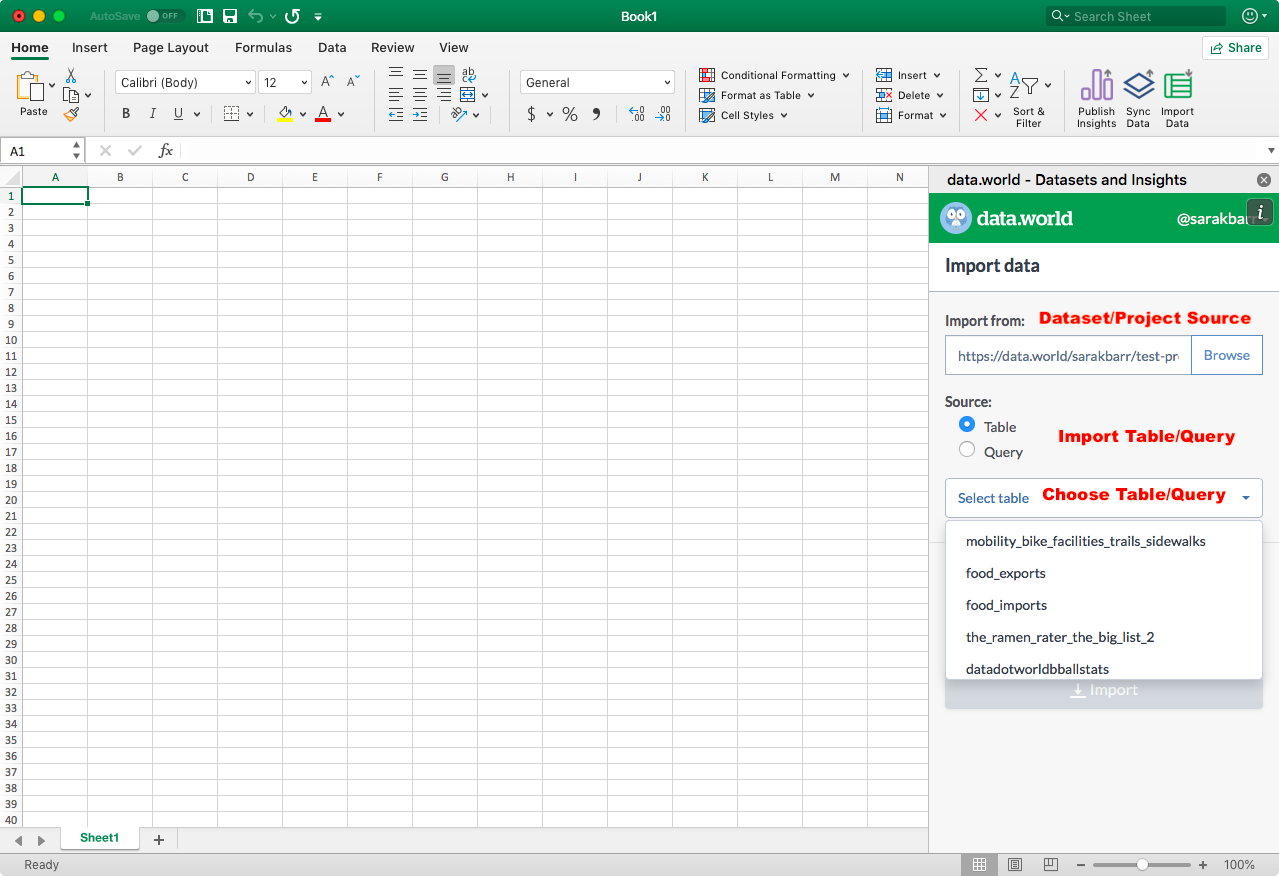 AutoSave OFF
Book1
Search Sheet
Home Insert Page Layout Formulas Data Review View
Share
Paste
Calibri (Body) 12
B I U
A A
ab
General
$ % 9
Conditional Formatting
Format as Table
Cell Styles
Insert
Delete
Format
Sort & Filter
Publish Insights
Sync Data
Import Data
A1
fx
A B C D E F G H I J K L M N
1
2
3
4
5
6
7
8
9
10
11
12
13
14
15
16
17
18
19
20
21
22
23
24
25
26
27
28
29
30
31
32
33
34
35
36
37
38
39
40
data.world - Datasets and Insights
data.world
@sarakbarr
i
Import data
Import from: Dataset/Project Source
https://data.world/sarakbarr/test-pr
Browse
Source:
Table
Import Table/Query
Query
Select table Choose Table/Query
mobility_bike_facilities_trails_sidewalks
food_exports
food_imports
the_ramen_rater_the_big_list_2
datadotworldbballstats
Import
Sheet1 +
Ready
100%